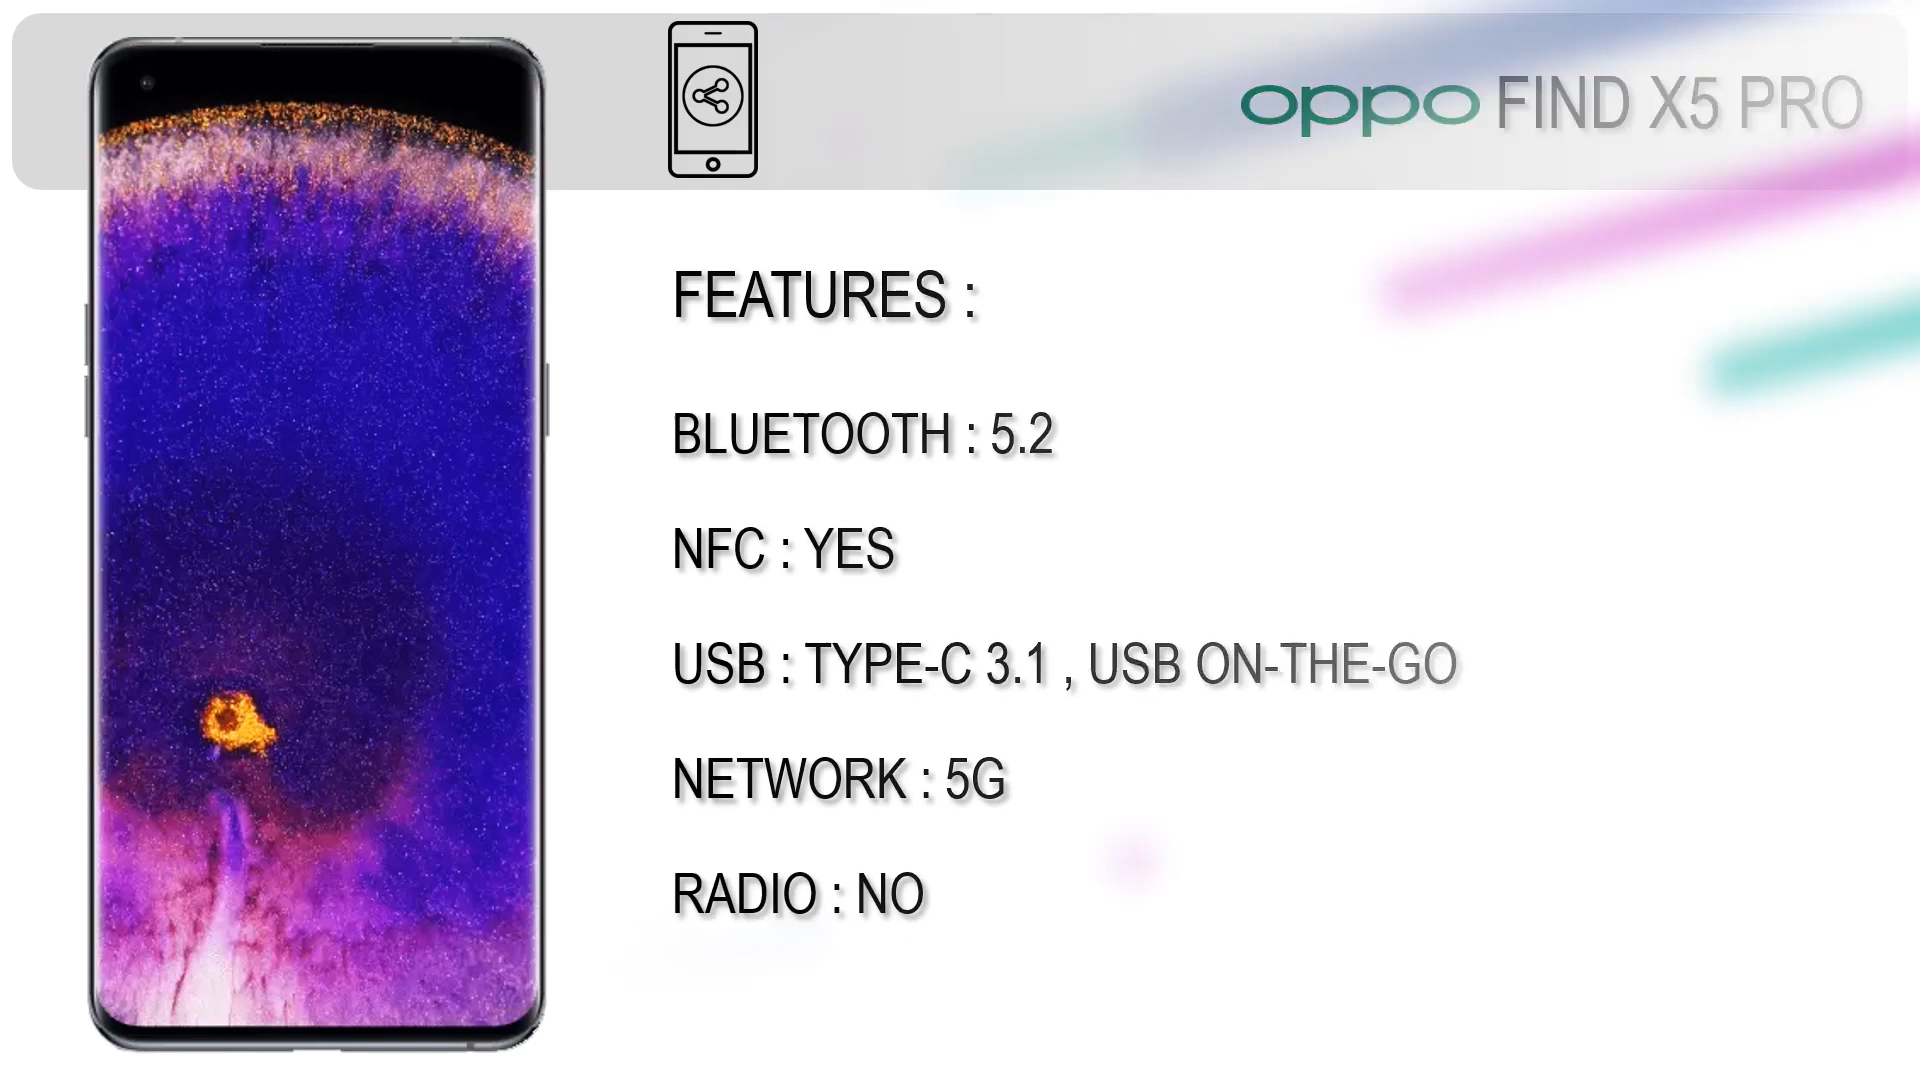 oppo FIND X5 PRO
FEATURES :
BLUETOOTH : 5.2
NFC : YES
USB : TYPE-C 3.1 , USB ON-THE-GO
NETWORK : 5G
RADIO : NO